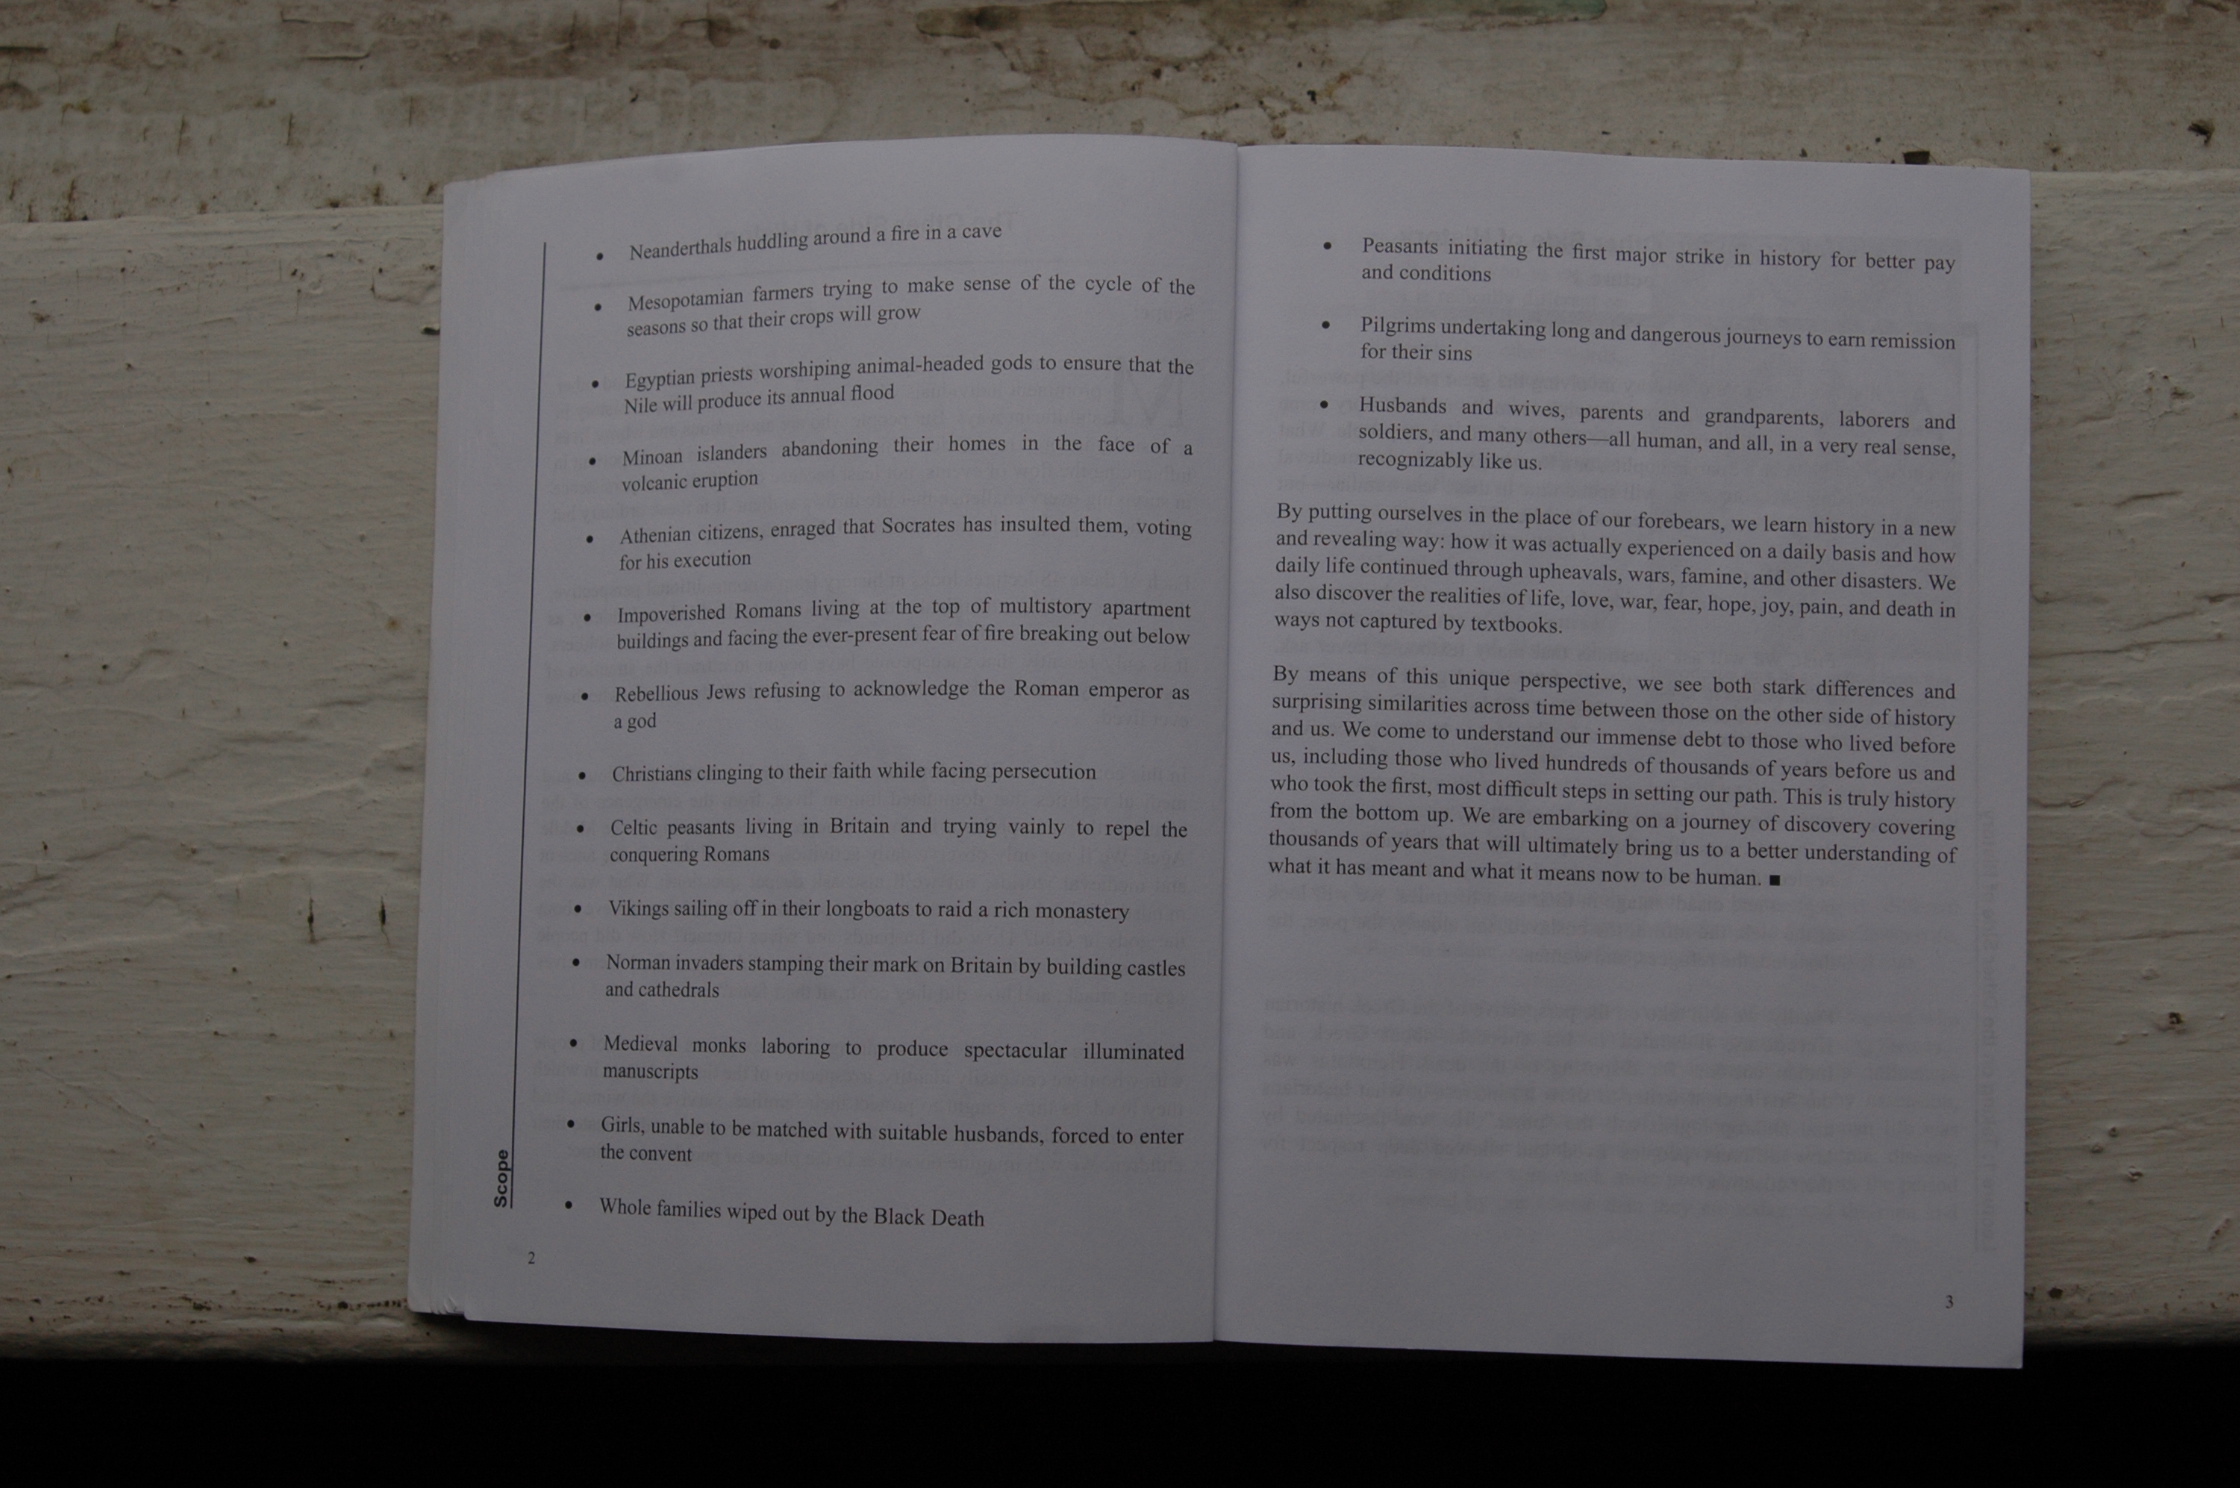 • Neanderthals huddling around a fire in a cave
• Mesopotamian farmers trying to make sense of the cycle of the
seasons so that their crops will grow
• Egyptian priests worshiping animal-headed gods to ensure that the
Nile will produce its annual flood
• Minoan islanders abandoning their homes in the face of a
volcanic eruption
• Athenian citizens, enraged that Socrates has insulted them, voting
for his execution
• Impoverished Romans living at the top of multistory apartment
buildings and facing the ever-present fear of fire breaking out below
• Rebellious Jews refusing to acknowledge the Roman emperor as
a god
• Christians clinging to their faith while facing persecution
• Celtic peasants living in Britain and trying vainly to repel the
conquering Romans
• Vikings sailing off in their longboats to raid a rich monastery
• Norman invaders stamping their mark on Britain by building castles
and cathedrals
• Medieval monks laboring to produce spectacular illuminated
manuscripts
• Girls, unable to be matched with suitable husbands, forced to enter
the convent
• Whole families wiped out by the Black Death
Scope
2
• Peasants initiating the first major strike in history for better pay
and conditions
• Pilgrims undertaking long and dangerous journeys to earn remission
for their sins
• Husbands and wives, parents and grandparents, laborers and
soldiers, and many others—all human, and all, in a very real sense,
recognizably like us.
By putting ourselves in the place of our forebears, we learn history in a new
and revealing way: how it was actually experienced on a daily basis and how
daily life continued through upheavals, wars, famine, and other disasters. We
also discover the realities of life, love, war, fear, hope, joy, pain, and death in
ways not captured by textbooks.
By means of this unique perspective, we see both stark differences and
surprising similarities across time between those on the other side of history
and us. We come to understand our immense debt to those who lived before
us, including those who lived hundreds of thousands of years before us and
who took the first, most difficult steps in setting our path. This is truly history
from the bottom up. We are embarking on a journey of discovery covering
thousands of years that will ultimately bring us to a better understanding of
what it has meant and what it means now to be human. ■
3